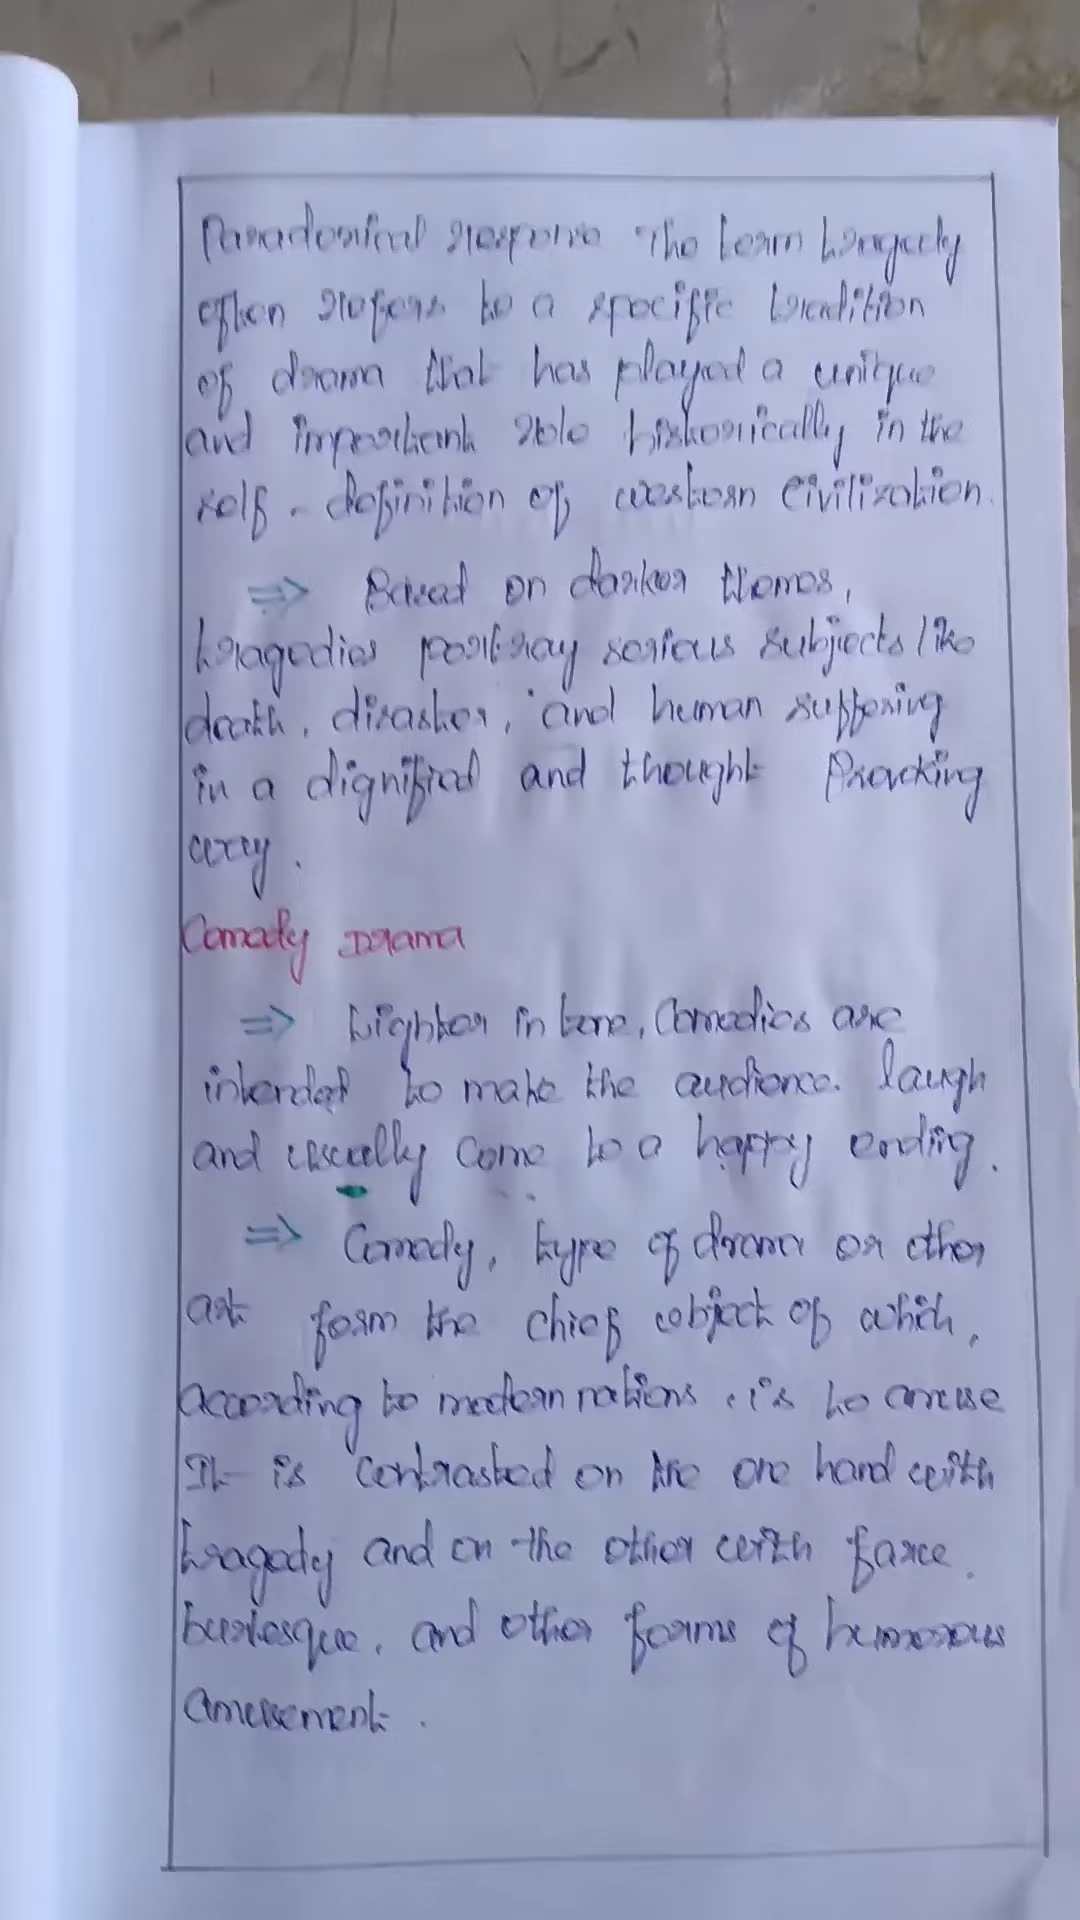 Paradoxical response The term tragedy
often refers to a specific tradition
of drama that has played a unique
and important role historically in the
self - definition of western Civilization.
⇒ Based on darker themes,
tragedies portray serious subjects like
death, disaster, and human suffering
in a dignified and thought Provoking
way.
Comedy Drama
⇒ Lighter in tone, Comedies are
intended to make the audience. laugh
and usually come to a happy ending.
⇒ Comedy, type of drama or other
art form the chief object of which,
according to modern nations, is to amuse
It is contrasted on the one hand with
tragedy and on the other with farce.
burlesque, and other forms of humorous
amusement.